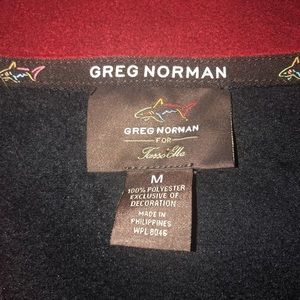 GREG NORMAN
GREG NORMAN
FOR
Tasso Elba
M
100% POLYESTER
EXCLUSIVE OF
DECORATION
MADE IN
PHILIPPINES
WPL 8046